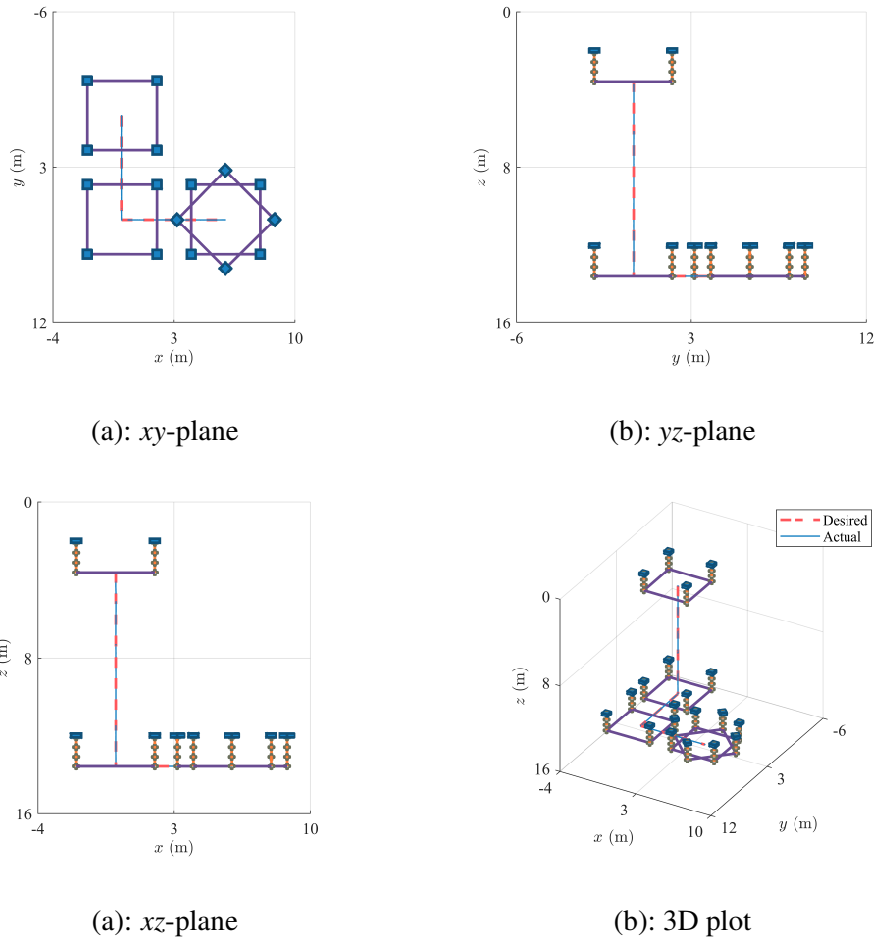 -6
3
12
y (m)
-4
3
10
x (m)
(a): xy-plane
0
8
16
z (m)
-6
3
12
y (m)
(b): yz-plane
0
8
16
z (m)
-4
3
10
x (m)
(a): xz-plane
Desired
Actual
0
8
16
z (m)
-4
3
10
x (m)
12
3
-6
y (m)
(b): 3D plot